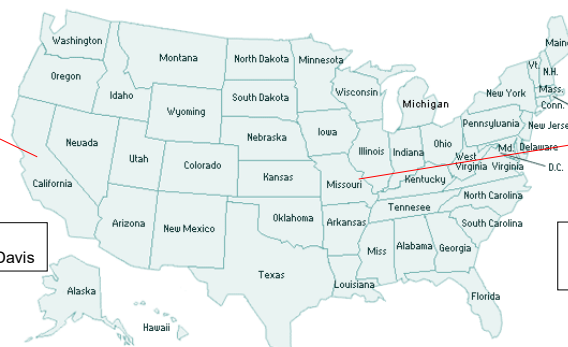 Washington
Montana
North Dakota
Minnesota
Maine
Oregon
Idaho
Wyoming
South Dakota
Wisconsin
Michigan
New York
Vt.
N.H.
Mass.
Conn.
Nevada
Utah
Colorado
Nebraska
Iowa
Illinois
Indiana
Ohio
Pennsylvania
New Jerse
Md.
Delaware
D.C.
West
Virginia
Virginia
California
Kansas
Missouri
Kentucky
Arizona
New Mexico
Oklahoma
Arkansas
Tennesee
North Carolina
South Carolina
Texas
Louisiana
Miss
Alabama
Georgia
Florida
Davis
Alaska
Hawaii